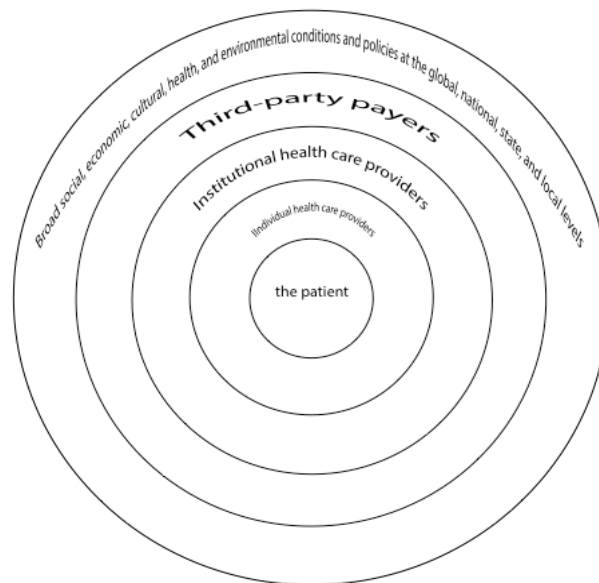 Broad social, economic, cultural, health, and environmental conditions and policies at the global, national, state, and local levels
Third-party payers
Institutional health care providers
IIndividual health care providers
the patient